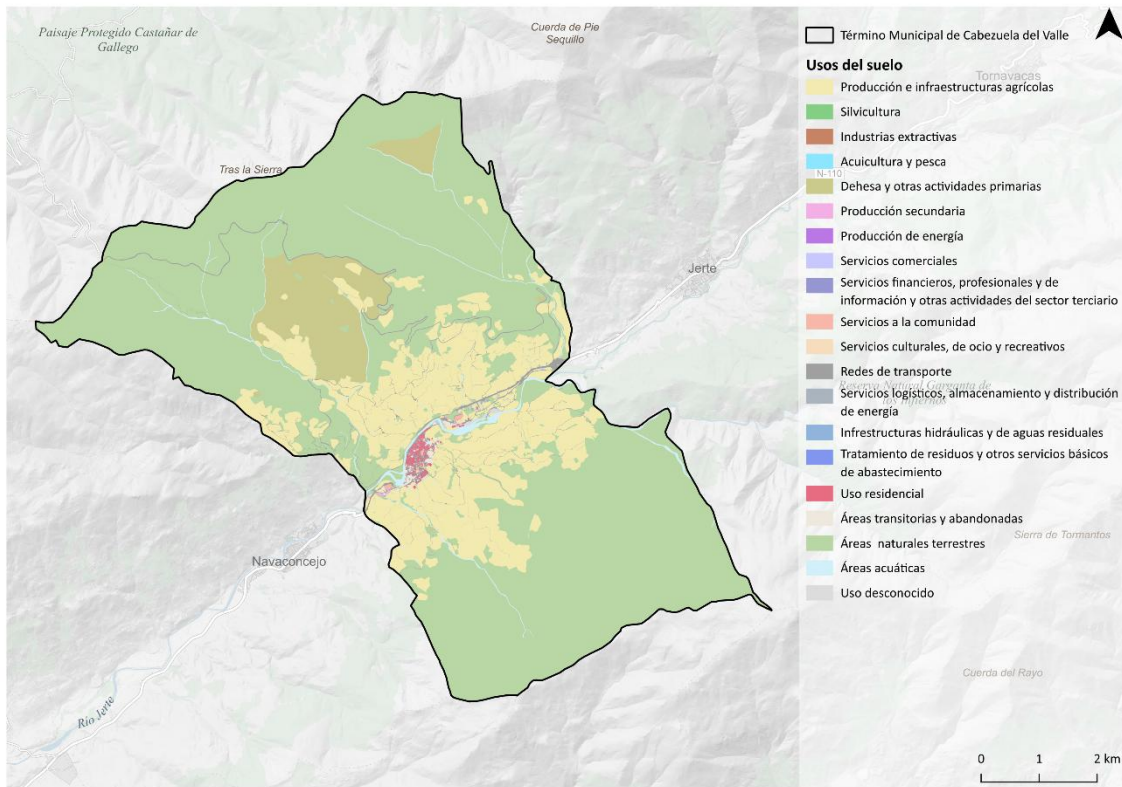 Paisaje Protegido Castañar de
Gallego
Cuerda de Pie
Sequillo
Tras la Sierra
Jerte
Navaconcejo
Río Jerte
Término Municipal de Cabezuela del Valle
Tornavacas
Usos del suelo
Producción e infraestructuras agrícolas
Silvicultura
Industrias extractivas
Acuicultura y pesca
N-110
Dehesa y otras actividades primarias
Producción secundaria
Producción de energía
Servicios comerciales
Servicios financieros, profesionales y de
información y otras actividades del sector terciario
Servicios a la comunidad
Servicios culturales, de ocio y recreativos
Redes de transporte
Reserva Natural Garganta de
los Infiernos
Servicios logísticos, almacenamiento y distribución
de energía
Infrestructuras hidráulicas y de aguas residuales
Tratamiento de residuos y otros servicios básicos
de abastecimiento
Uso residencial
Áreas transitorias y abandonadas
Sierra de Tormantos
Áreas naturales terrestres
Áreas acuáticas
Uso desconocido
Cuerda del Rayo
0 1 2 km